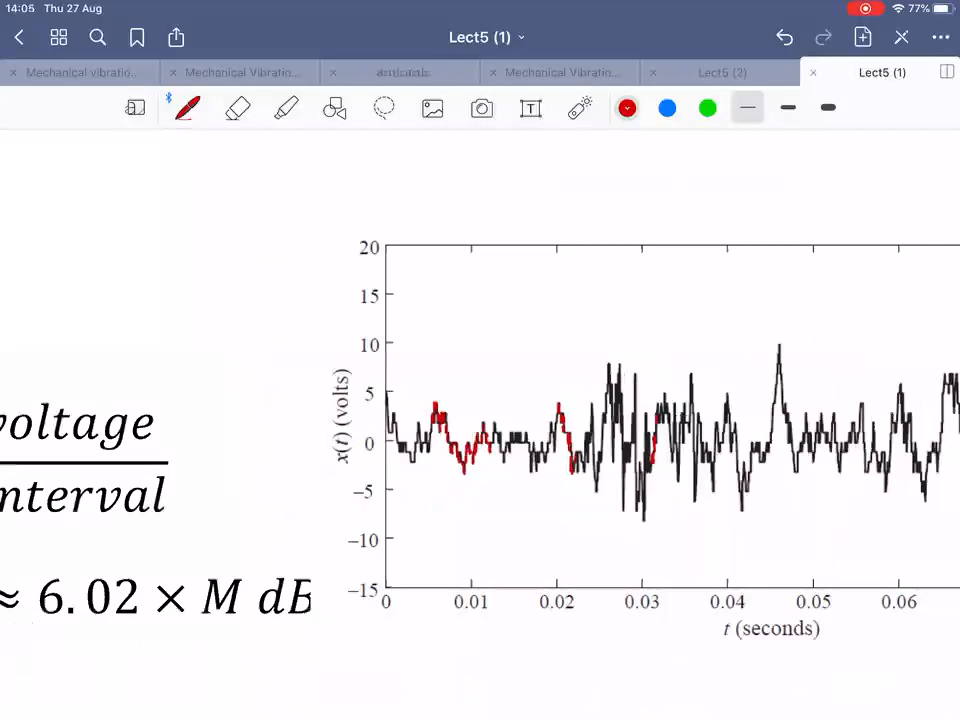 14:05 Thu 27 Aug
77%
Lect5 (1)
Mechanical vibratio...
Mechanical Vibratio...
Mechanical Vibratio...
Lect5 (2)
Lect5 (1)
T
voltage
nterval
≈ 6.02 × M dB
x(t) (volts)
20
15
10
5
0
−5
−10
−15
0 0.01 0.02 0.03 0.04 0.05 0.06
t (seconds)